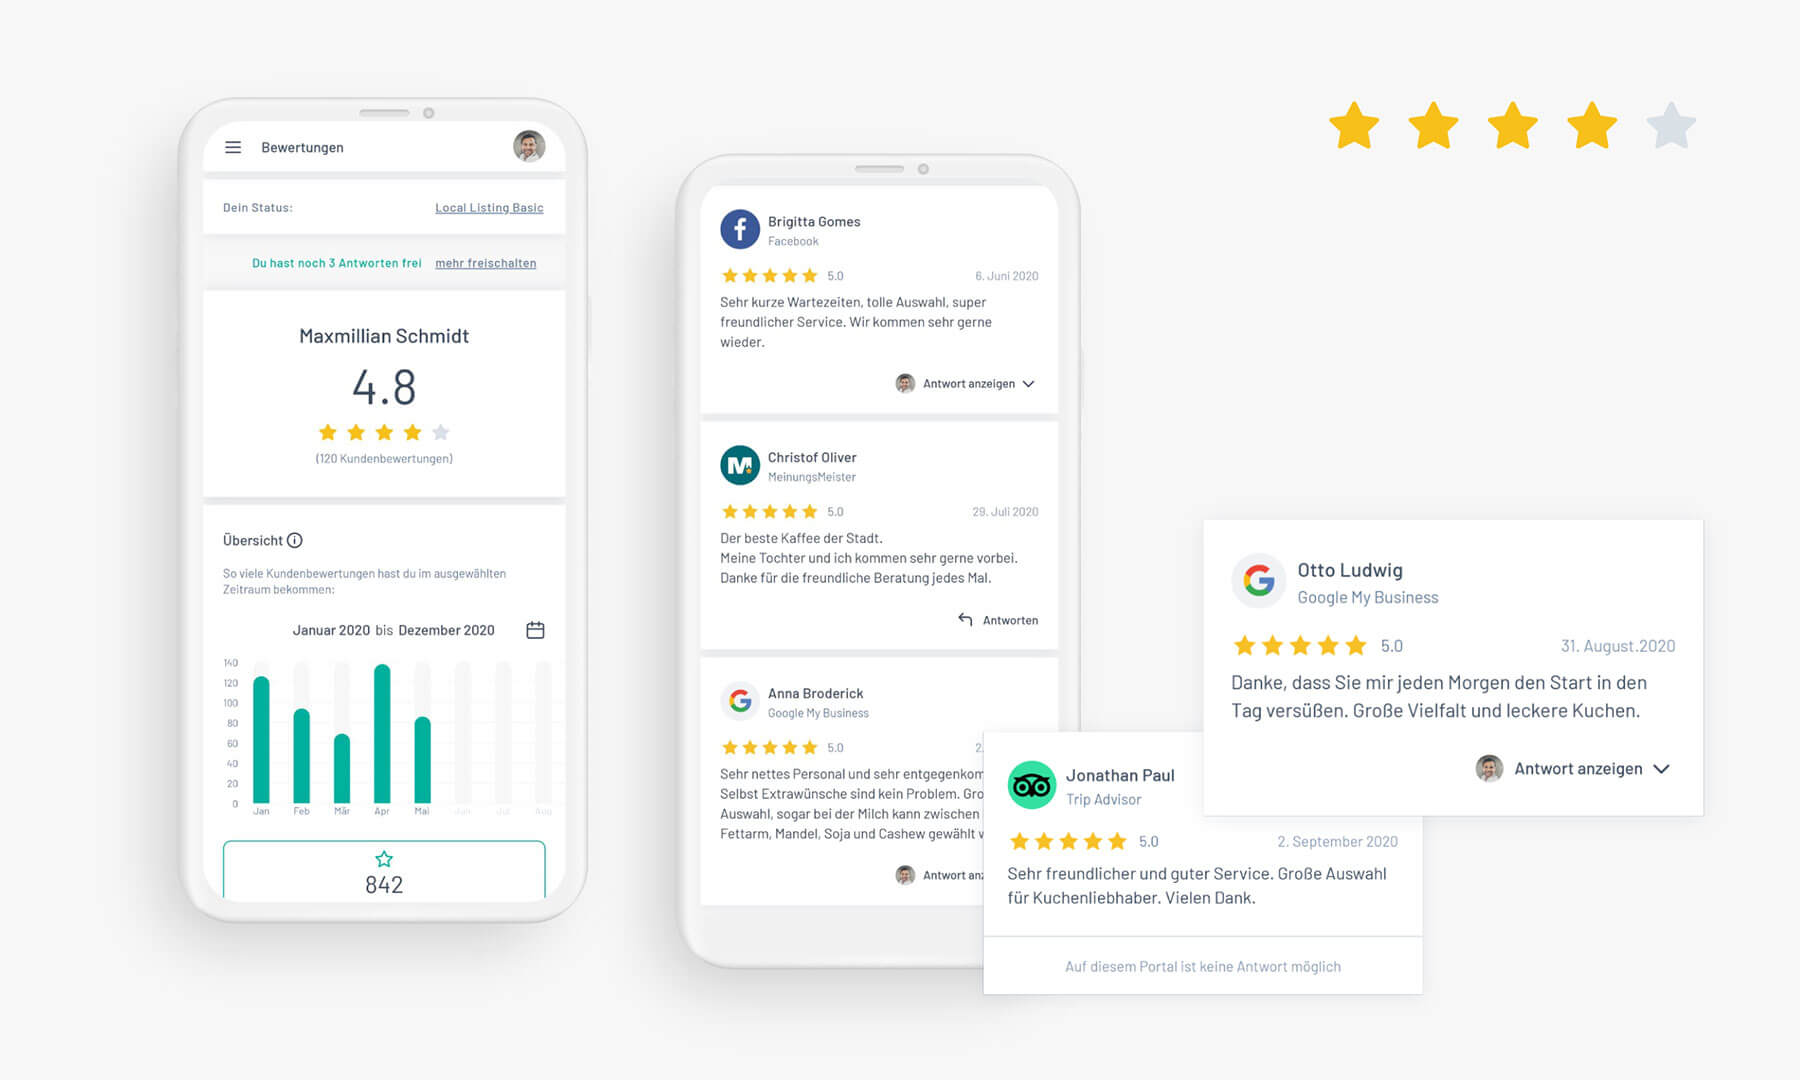 Bewertungen
Dein Status:
Local Listing Basic
Du hast noch 3 Antworten frei
mehr freischalten
Maxmillian Schmidt
4.8
(120 Kundenbewertungen)
Übersicht
So viele Kundenbewertungen hast du im ausgewählten
Zeitraum bekommen:
Januar 2020 bis Dezember 2020
140
120
100
80
60
40
20
0
Jan Feb Mär Apr Mai Jun Jul Aug
842
Brigitta Gomes
Facebook
5.0
6. Juni 2020
Sehr kurze Wartezeiten, tolle Auswahl, super
freundlicher Service. Wir kommen sehr gerne
wieder.
Antwort anzeigen
M
Christof Oliver
MeinungsMeister
5.0
29. Juli 2020
Der beste Kaffee der Stadt.
Meine Tochter und ich kommen sehr gerne vorbei.
Danke für die freundliche Beratung jedes Mal.
Antworten
Anna Broderick
Google My Business
5.0
2.
Sehr nettes Personal und sehr entgegenkom
Selbst Extrawünsche sind kein Problem. Gro
Auswahl, sogar bei der Milch kann zwischen
Fettarm, Mandel, Soja und Cashew gewählt
Antwort
Jonathan Paul
Trip Advisor
5.0
2. September 2020
Sehr freundlicher und guter Service. Große Auswahl
für Kuchenliebhaber. Vielen Dank.
Auf diesem Portal ist keine Antwort möglich
Otto Ludwig
Google My Business
5.0
31. August.2020
Danke, dass Sie mir jeden Morgen den Start in den
Tag versüßen. Große Vielfalt und leckere Kuchen.
Antwort anzeigen